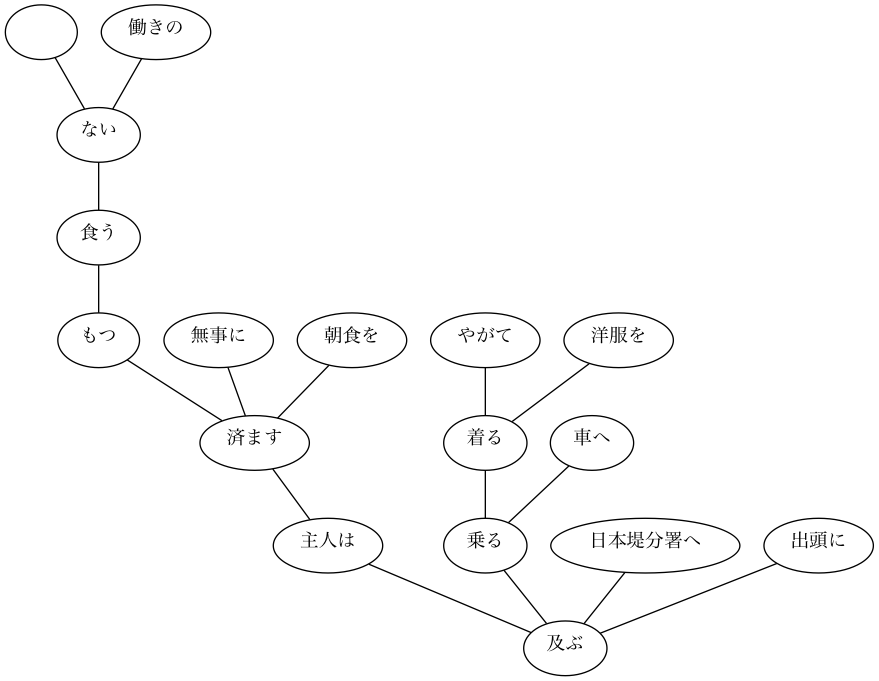 働きの
ない
食う
もつ
無事に
朝食を
やがて
洋服を
済ます
着る
車へ
主人は
乗る
日本堤分署へ
出頭に
及ぶ